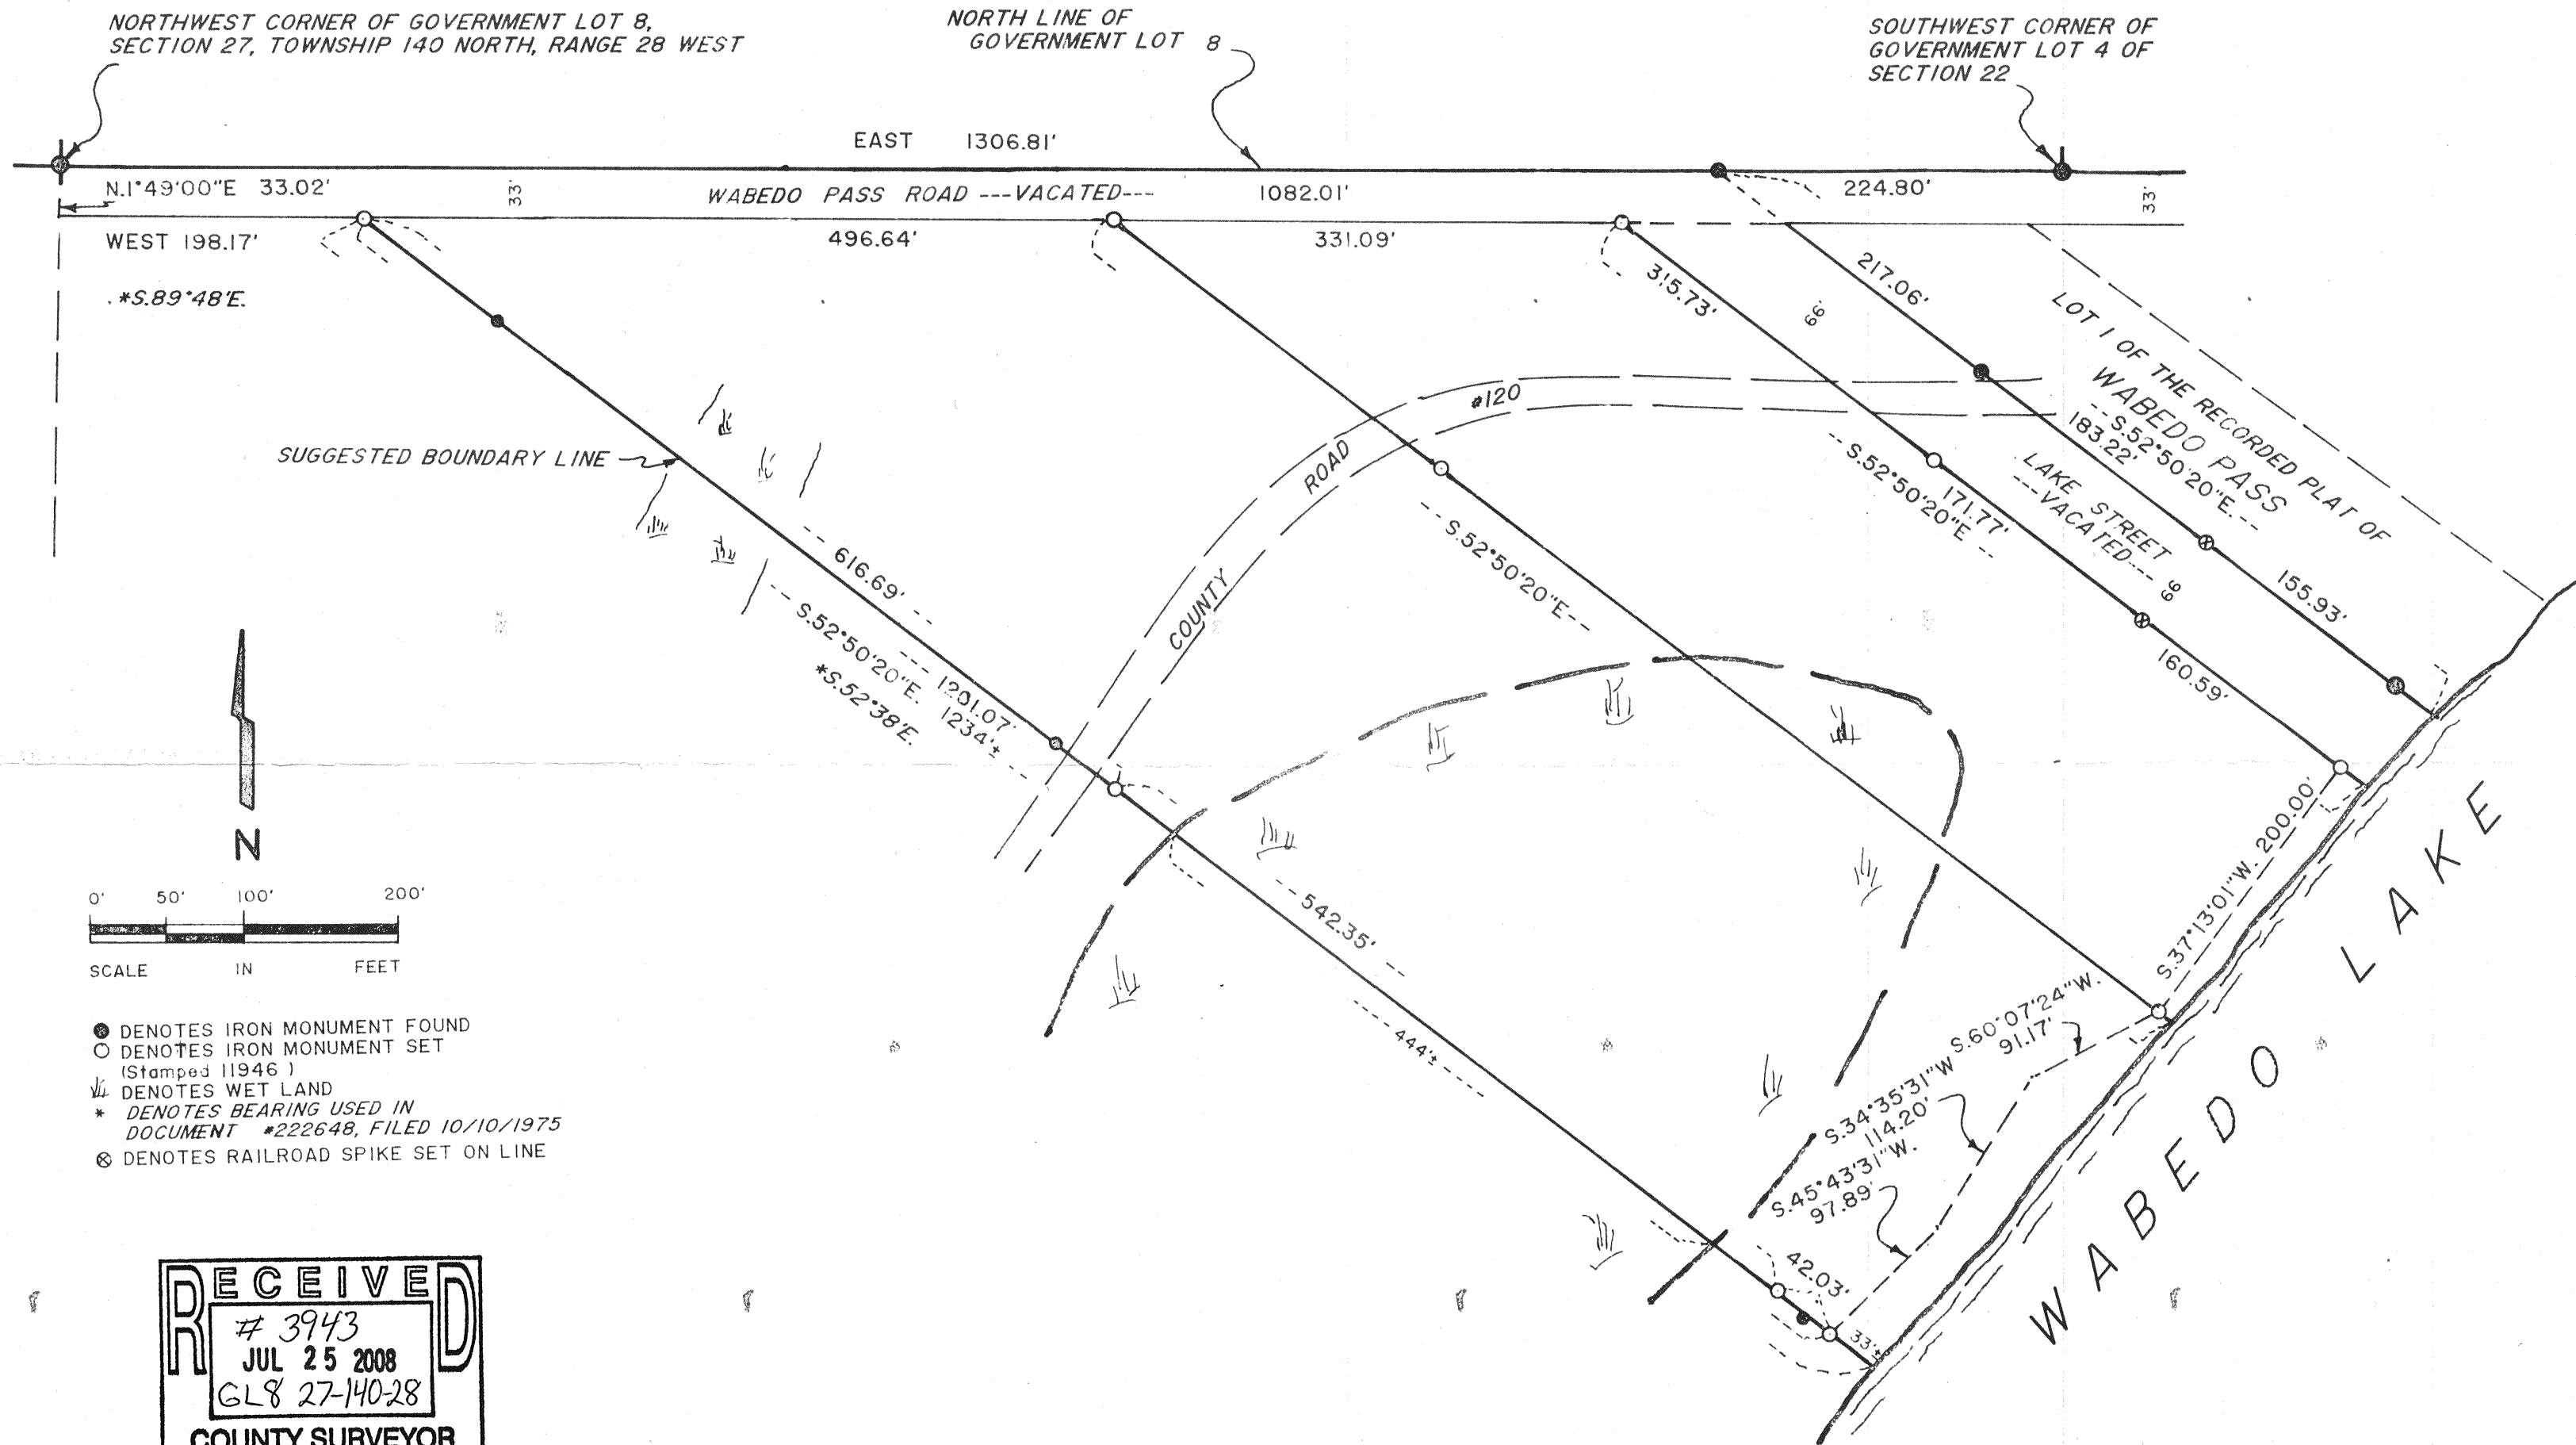 NORTHWEST CORNER OF GOVERNMENT LOT 8,
SECTION 27, TOWNSHIP 140 NORTH, RANGE 28 WEST
NORTH LINE OF
GOVERNMENT LOT 8
SOUTHWEST CORNER OF
GOVERNMENT LOT 4 OF
SECTION 22
EAST 1306.81'
N.1°49'00"E 33.02'
33'
WABEDO PASS ROAD ---VACATED---
1082.01'
224.80'
33'
WEST 198.17'
496.64'
331.09'
*S.89°48'E.
315.73'
66'
217.06'
LOT 1 OF THE RECORDED PLAT OF
WABEDO PASS
--S.52°50'20"E.---
183.22'
#120
COUNTY ROAD
SUGGESTED BOUNDARY LINE
--S.52°50'20"E--
171.77'
LAKE STREET
---VACATED---
66'
155.93'
160.59'
--S.52°50'20"E---
--616.69'--
--S.52°50'20"E.
*S.52°38'E.
---1201.07'
1234'±---
N
0' 50' 100' 200'
SCALE IN FEET
--542.35'--
444'±
S.37°13'01"W. 200.00'
S.60°07'24"W.
91.17'
S.34°35'31"W
114.20'
S.45°43'31"W.
97.89'
42.03'
33'±
WABEDO LAKE
DENOTES IRON MONUMENT FOUND
DENOTES IRON MONUMENT SET
(Stamped 11946 )
DENOTES WET LAND
* DENOTES BEARING USED IN
DOCUMENT #222648, FILED 10/10/1975
DENOTES RAILROAD SPIKE SET ON LINE
RECEIVED
# 3943
JUL 25 2008
GL8 27-140-28
COUNTY SURVEYOR